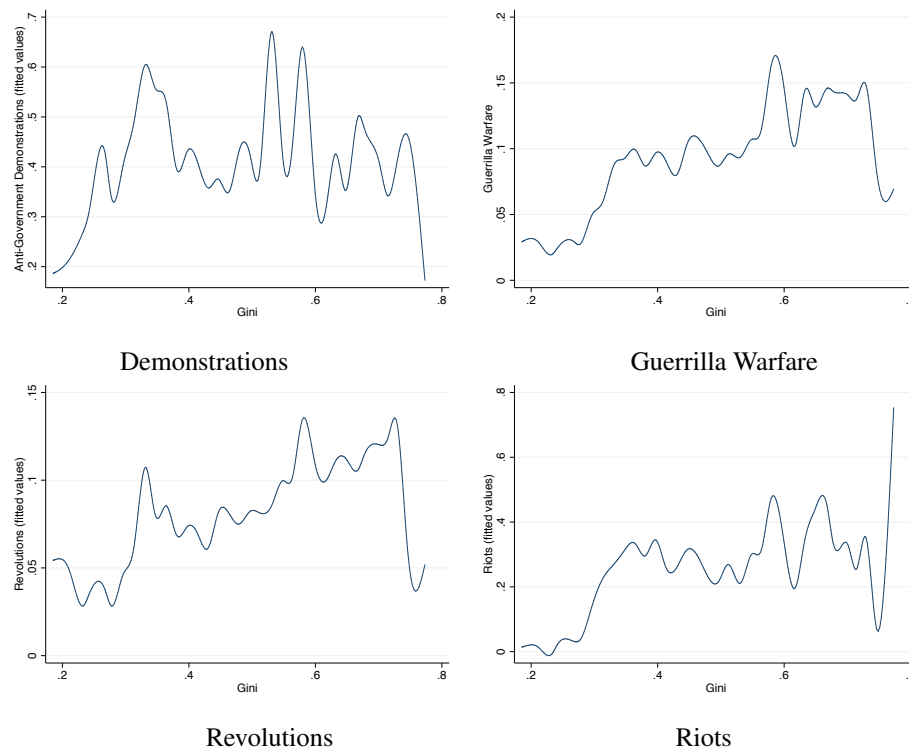 Anti-Government Demonstrations (fitted values)
.2 .3 .4 .5 .6 .7
.2 .4 .6 .8
Gini
Demonstrations
Guerrilla Warfare
0 .05 .1 .15 .2
.2 .4 .6
Gini
Guerrilla Warfare
Revolutions (fitted values)
0 .05 .1 .15
.2 .4 .6 .8
Gini
Revolutions
Riots (fitted values)
0 .2 .4 .6 .8
.2 .4 .6
Gini
Riots